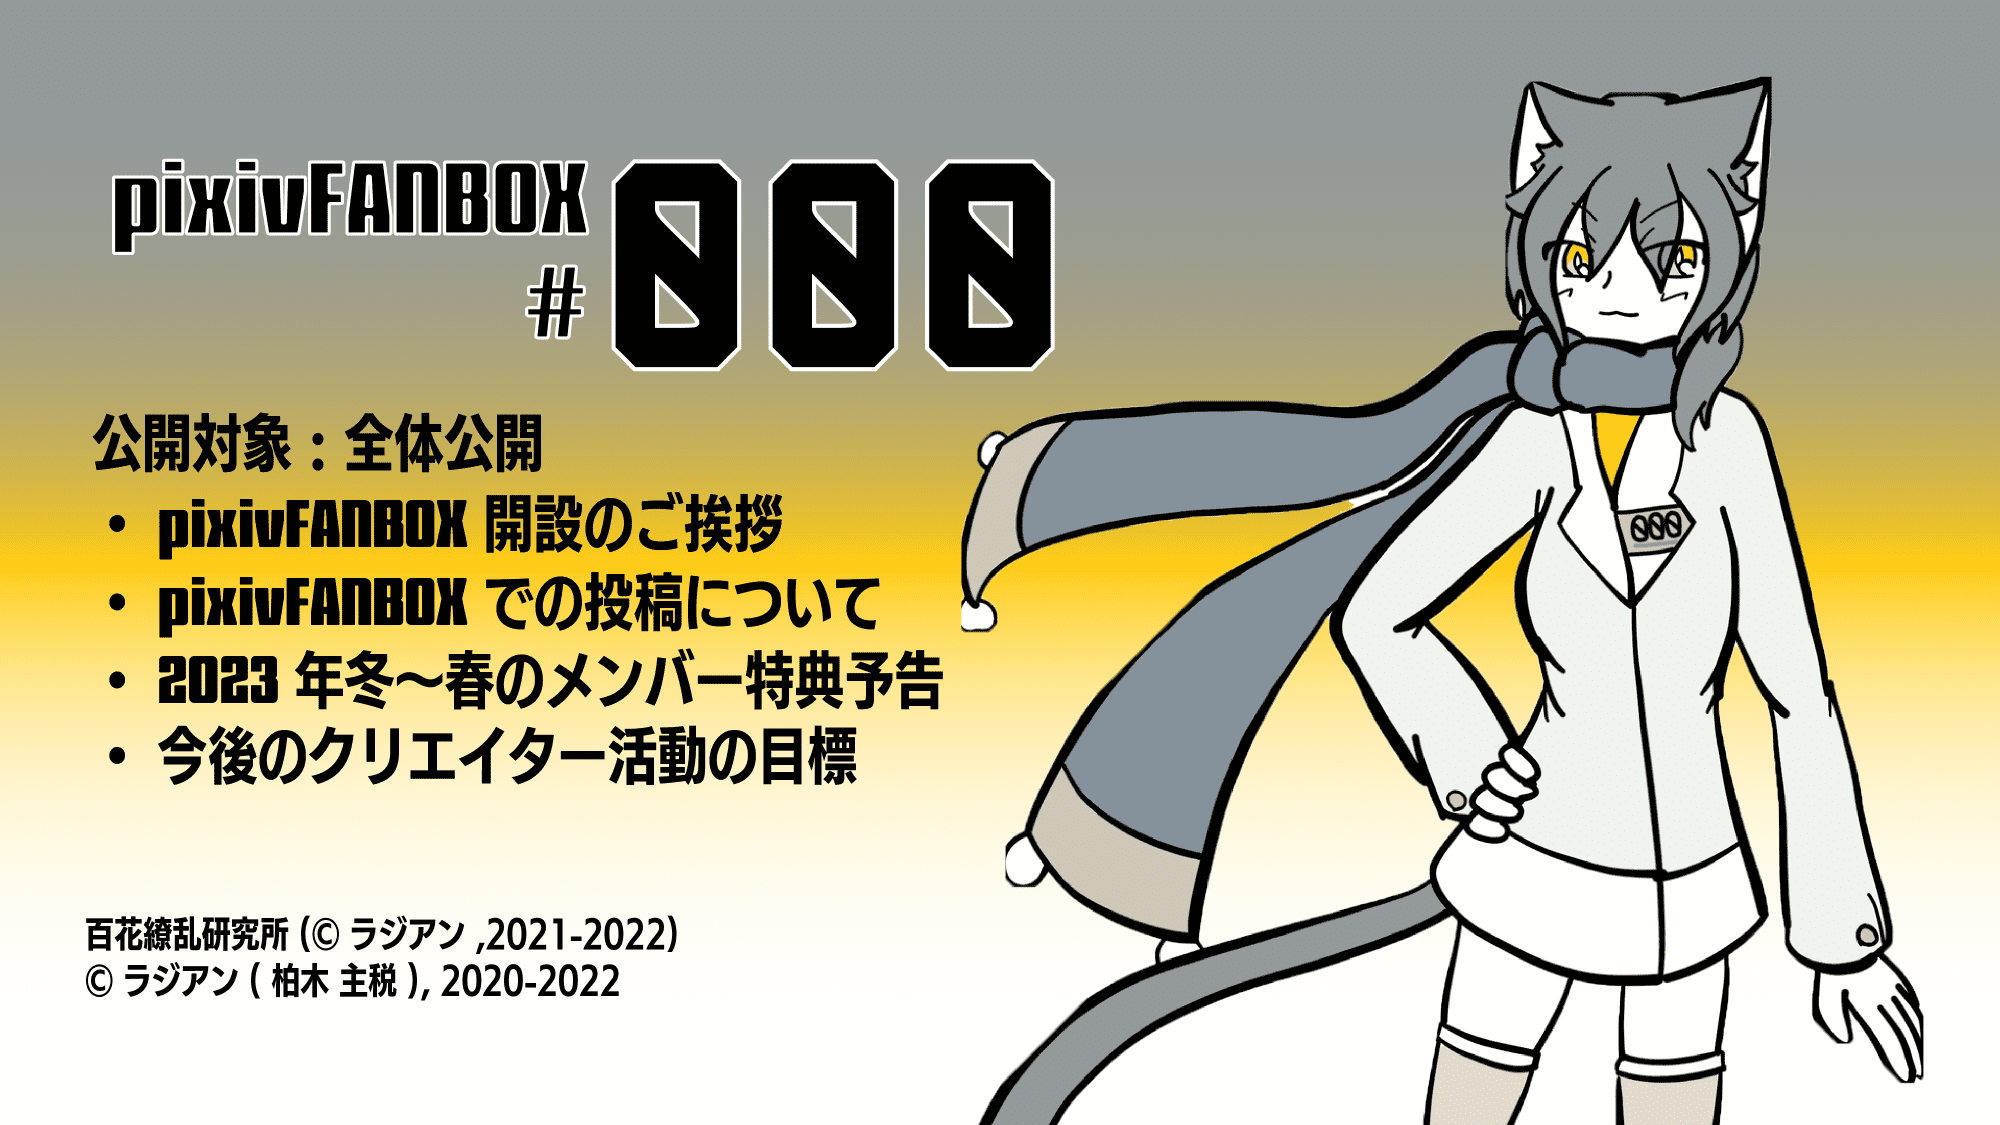 pixivFANBOX
#000
公開対象：全体公開
• pixivFANBOX 開設のご挨拶
• pixivFANBOX での投稿について
• 2023 年冬～春のメンバー特典予告
• 今後のクリエイター活動の目標
000
百花繚乱研究所 (© ラジアン ,2021-2022)
© ラジアン ( 柏木 主税 ), 2020-2022